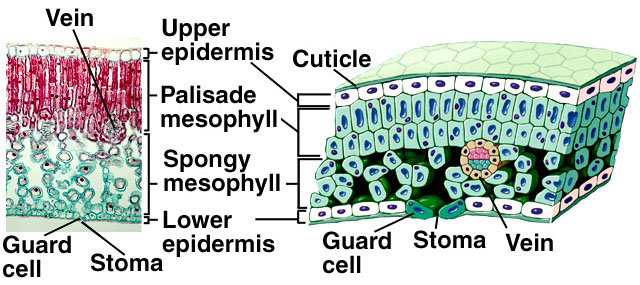 Vein
Upper
epidermis
Cuticle
Palisade
mesophyll
Spongy
mesophyll
Lower
epidermis
Guard
cell
Stoma
Guard
cell
Stoma
Vein